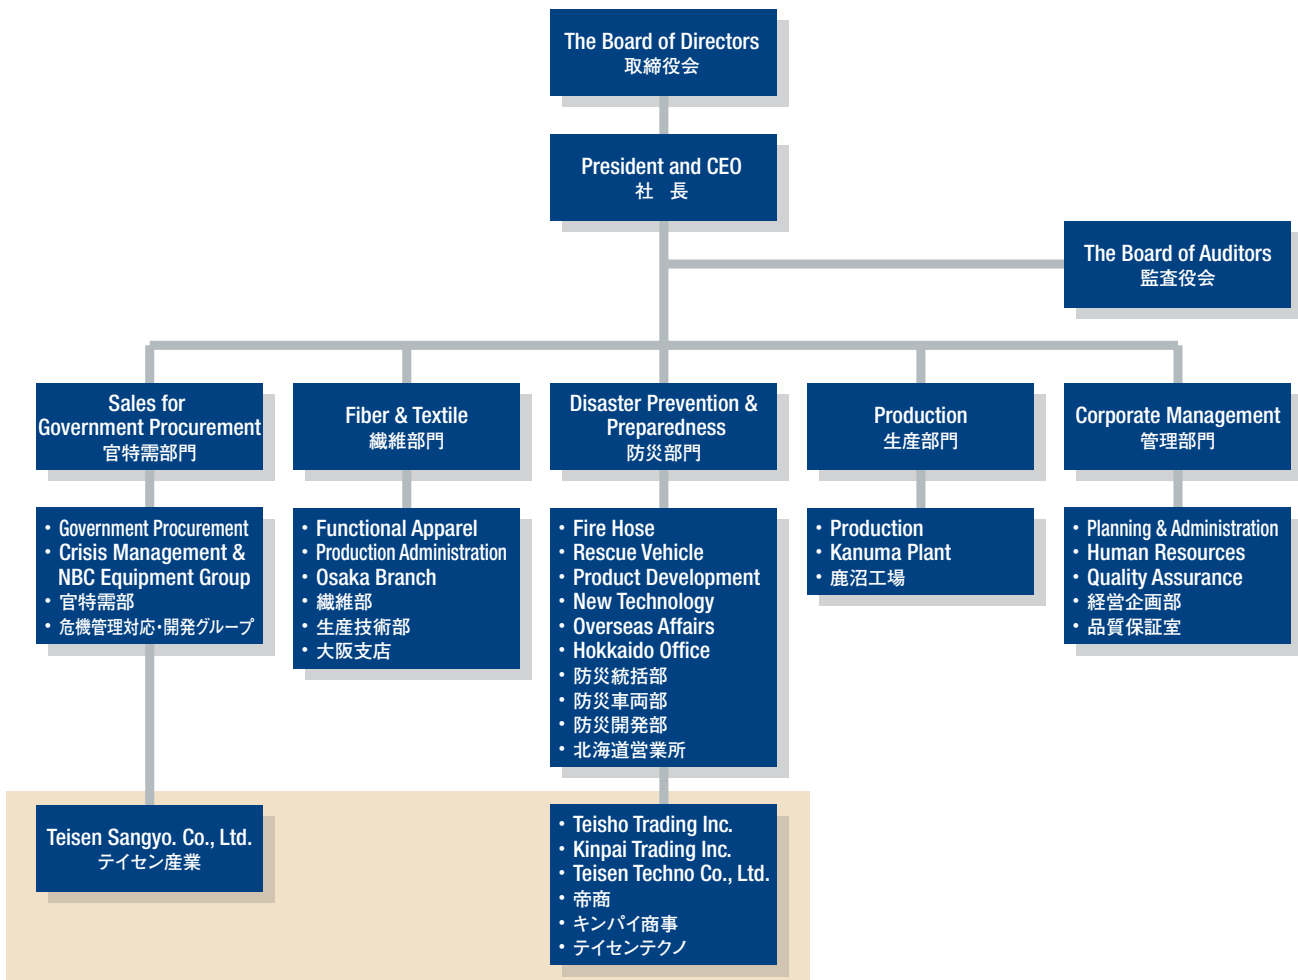 The Board of Directors
取締役会
President and CEO
社　長
The Board of Auditors
監査役会
Sales for
Government Procurement
官特需部門
Fiber & Textile
繊維部門
Disaster Prevention &
Preparedness
防災部門
Production
生産部門
Corporate Management
管理部門
・Government Procurement
・Crisis Management &
NBC Equipment Group
・官特需部
・危機管理対応・開発グループ
・Functional Apparel
・Production Administration
・Osaka Branch
・繊維部
・生産技術部
・大阪支店
・Fire Hose
・Rescue Vehicle
・Product Development
・New Technology
・Overseas Affairs
・Hokkaido Office
・防災統括部
・防災車両部
・防災開発部
・北海道営業所
・Production
・Kanuma Plant
・鹿沼工場
・Planning & Administration
・Human Resources
・Quality Assurance
・経営企画部
・品質保証室
Teisen Sangyo. Co., Ltd.
テイセン産業
・Teisho Trading Inc.
・Kinpai Trading Inc.
・Teisen Techno Co., Ltd.
・帝商
・キンパイ商事
・テイセンテクノ